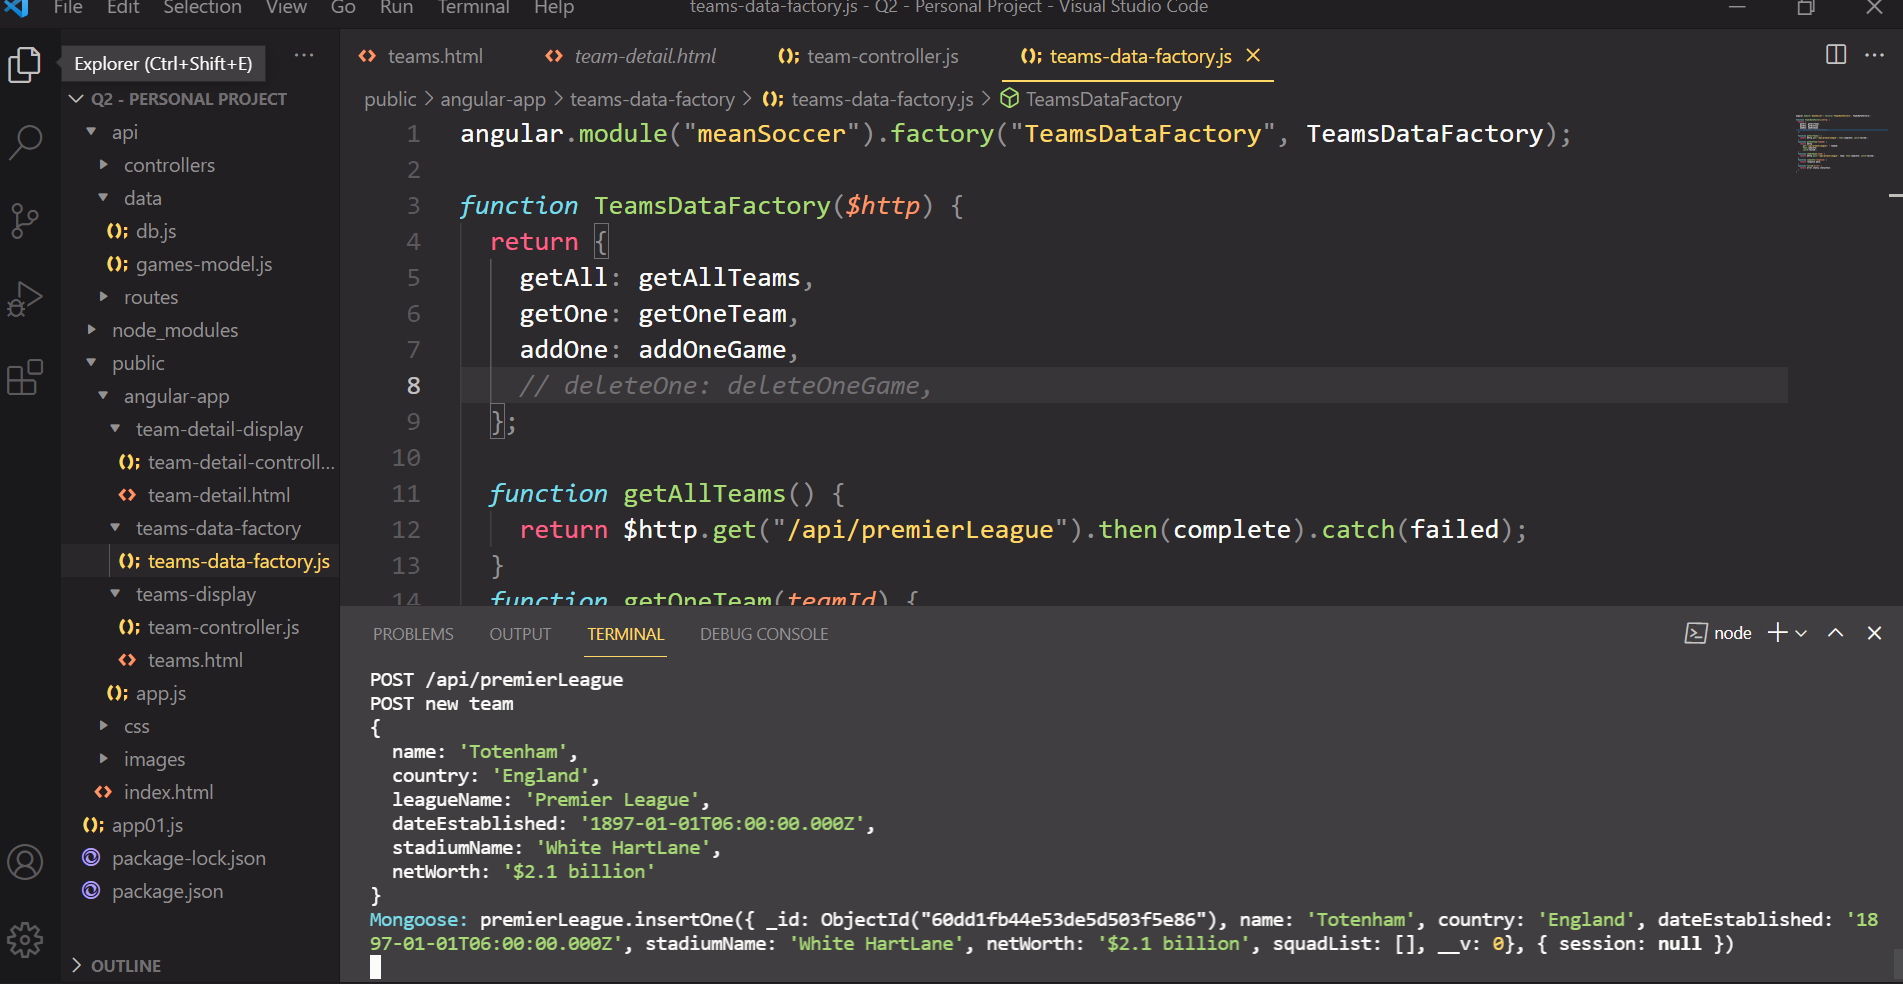 File Edit Selection View Go Run Terminal Help teams-data-factory.js - Q2 - Personal Project - Visual Studio Code
Explorer (Ctrl+Shift+E)
Q2 - PERSONAL PROJECT
api
controllers
data
db.js
games-model.js
routes
node_modules
public
angular-app
team-detail-display
team-detail-controll...
team-detail.html
teams-data-factory
teams-data-factory.js
teams-display
team-controller.js
teams.html
app.js
css
images
index.html
app01.js
package-lock.json
package.json
OUTLINE
teams.html team-detail.html team-controller.js teams-data-factory.js
public > angular-app > teams-data-factory > teams-data-factory.js > TeamsDataFactory
1 angular.module("meanSoccer").factory("TeamsDataFactory", TeamsDataFactory);
2
3 function TeamsDataFactory($http) {
4 return {
5 getAll: getAllTeams,
6 getOne: getOneTeam,
7 addOne: addOneGame,
8 // deleteOne: deleteOneGame,
9 };
10
11 function getAllTeams() {
12 return $http.get("/api/premierLeague").then(complete).catch(failed);
13 }
14 function getOneTeam(teamId) {
PROBLEMS OUTPUT TERMINAL DEBUG CONSOLE node
POST /api/premierLeague
POST new team
{
name: 'Totenham',
country: 'England',
leagueName: 'Premier League',
dateEstablished: '1897-01-01T06:00:00.000Z',
stadiumName: 'White HartLane',
netWorth: '$2.1 billion'
}
Mongoose: premierLeague.insertOne({ _id: ObjectId("60dd1fb44e53de5d503f5e86"), name: 'Totenham', country: 'England', dateEstablished: '18
97-01-01T06:00:00.000Z', stadiumName: 'White HartLane', netWorth: '$2.1 billion', squadList: [], __v: 0}, { session: null })